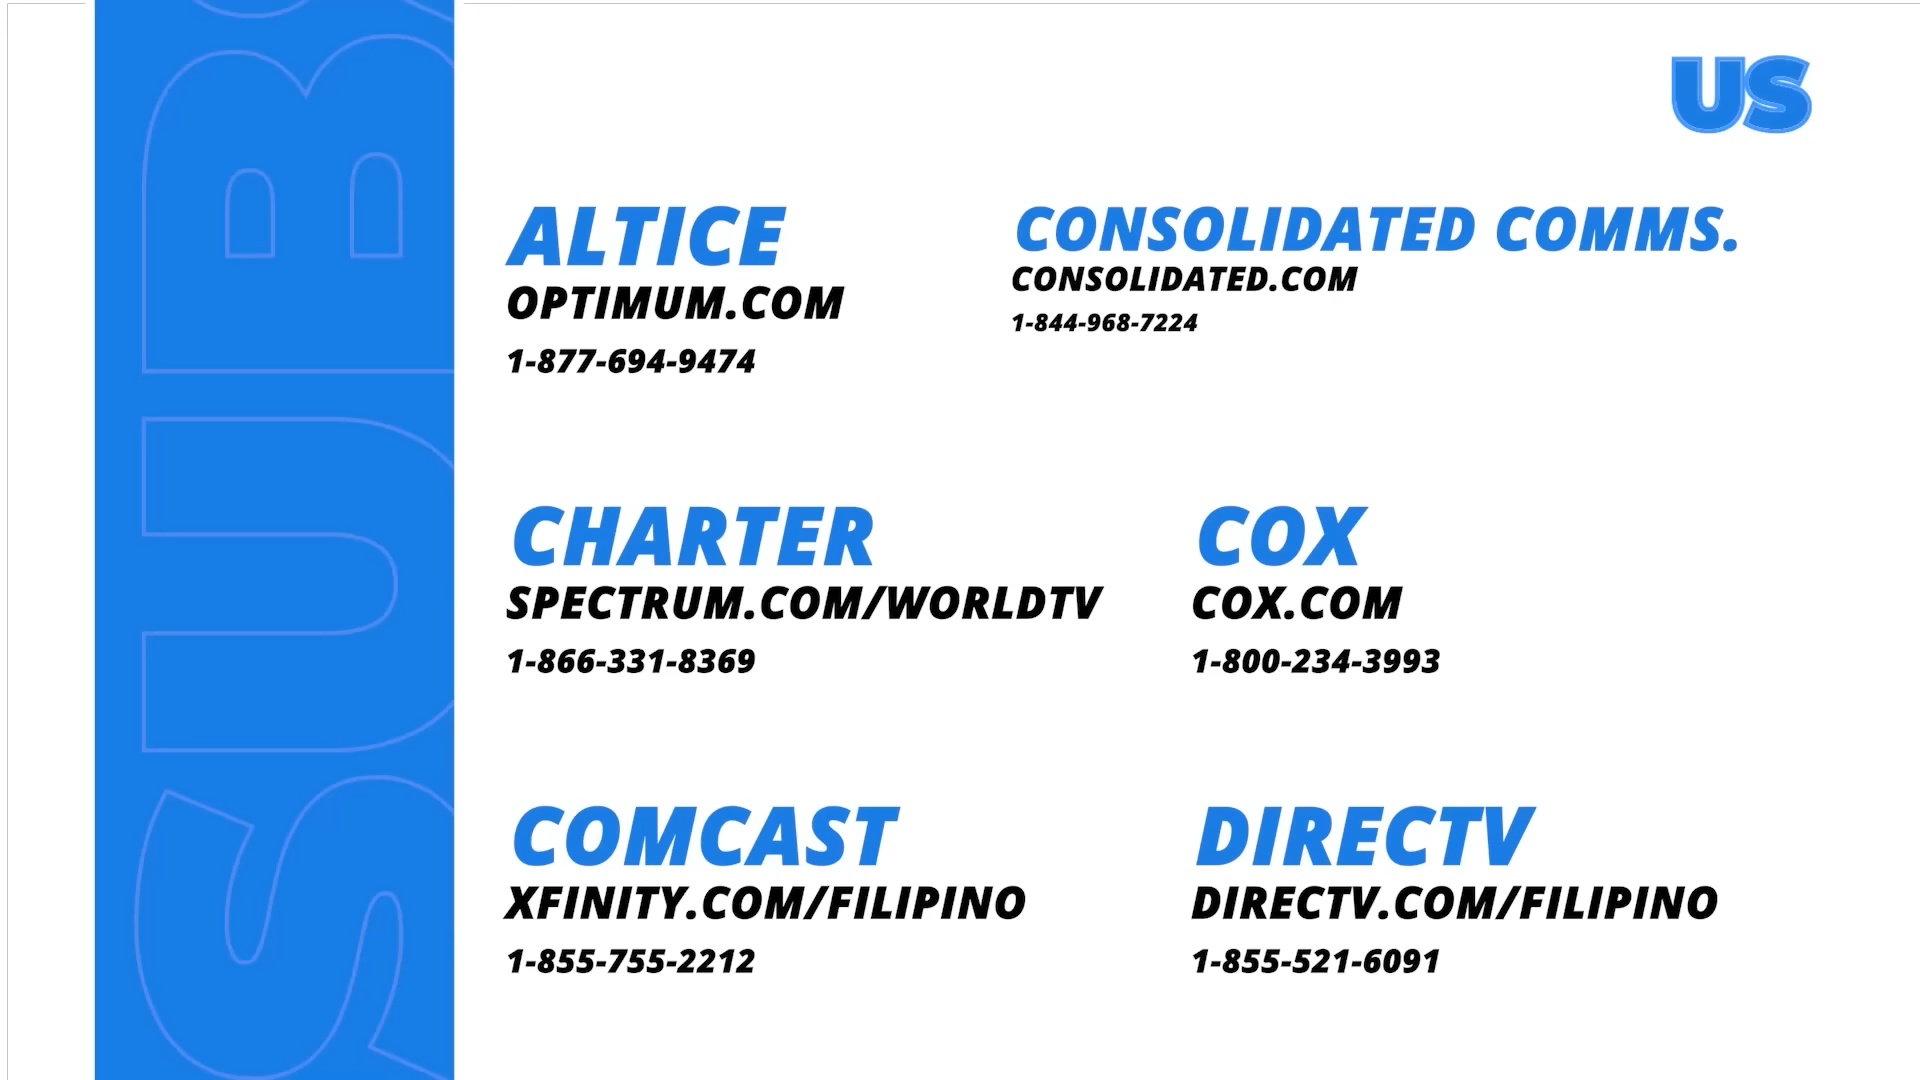 US
SUB
ALTICE
OPTIMUM.COM
1-877-694-9474
CONSOLIDATED COMMS.
CONSOLIDATED.COM
1-844-968-7224
CHARTER
SPECTRUM.COM/WORLDTV
1-866-331-8369
COX
COX.COM
1-800-234-3993
COMCAST
XFINITY.COM/FILIPINO
1-855-755-2212
DIRECTV
DIRECTV.COM/FILIPINO
1-855-521-6091